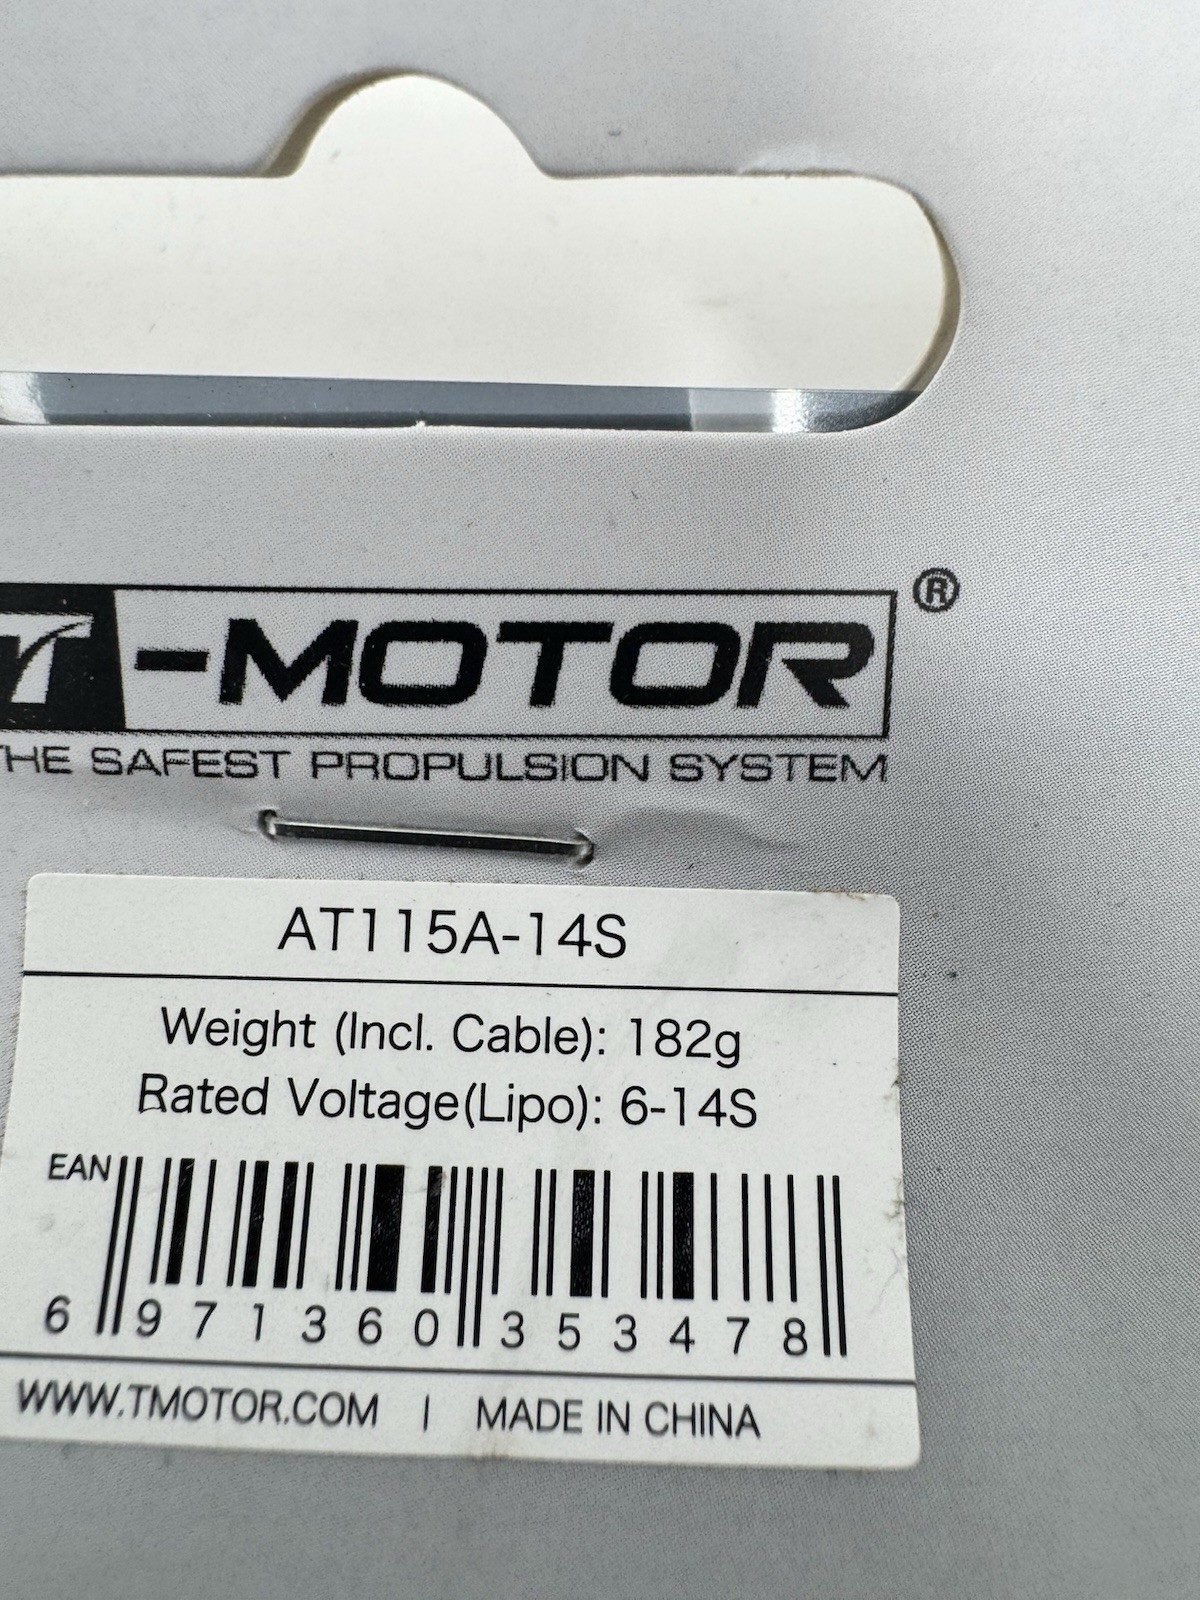 T-MOTOR®
THE SAFEST PROPULSION SYSTEM
AT115A-14S
Weight (Incl. Cable): 182g
Rated Voltage(Lipo): 6-14S
EAN
6 971360 353478
WWW.TMOTOR.COM | MADE IN CHINA